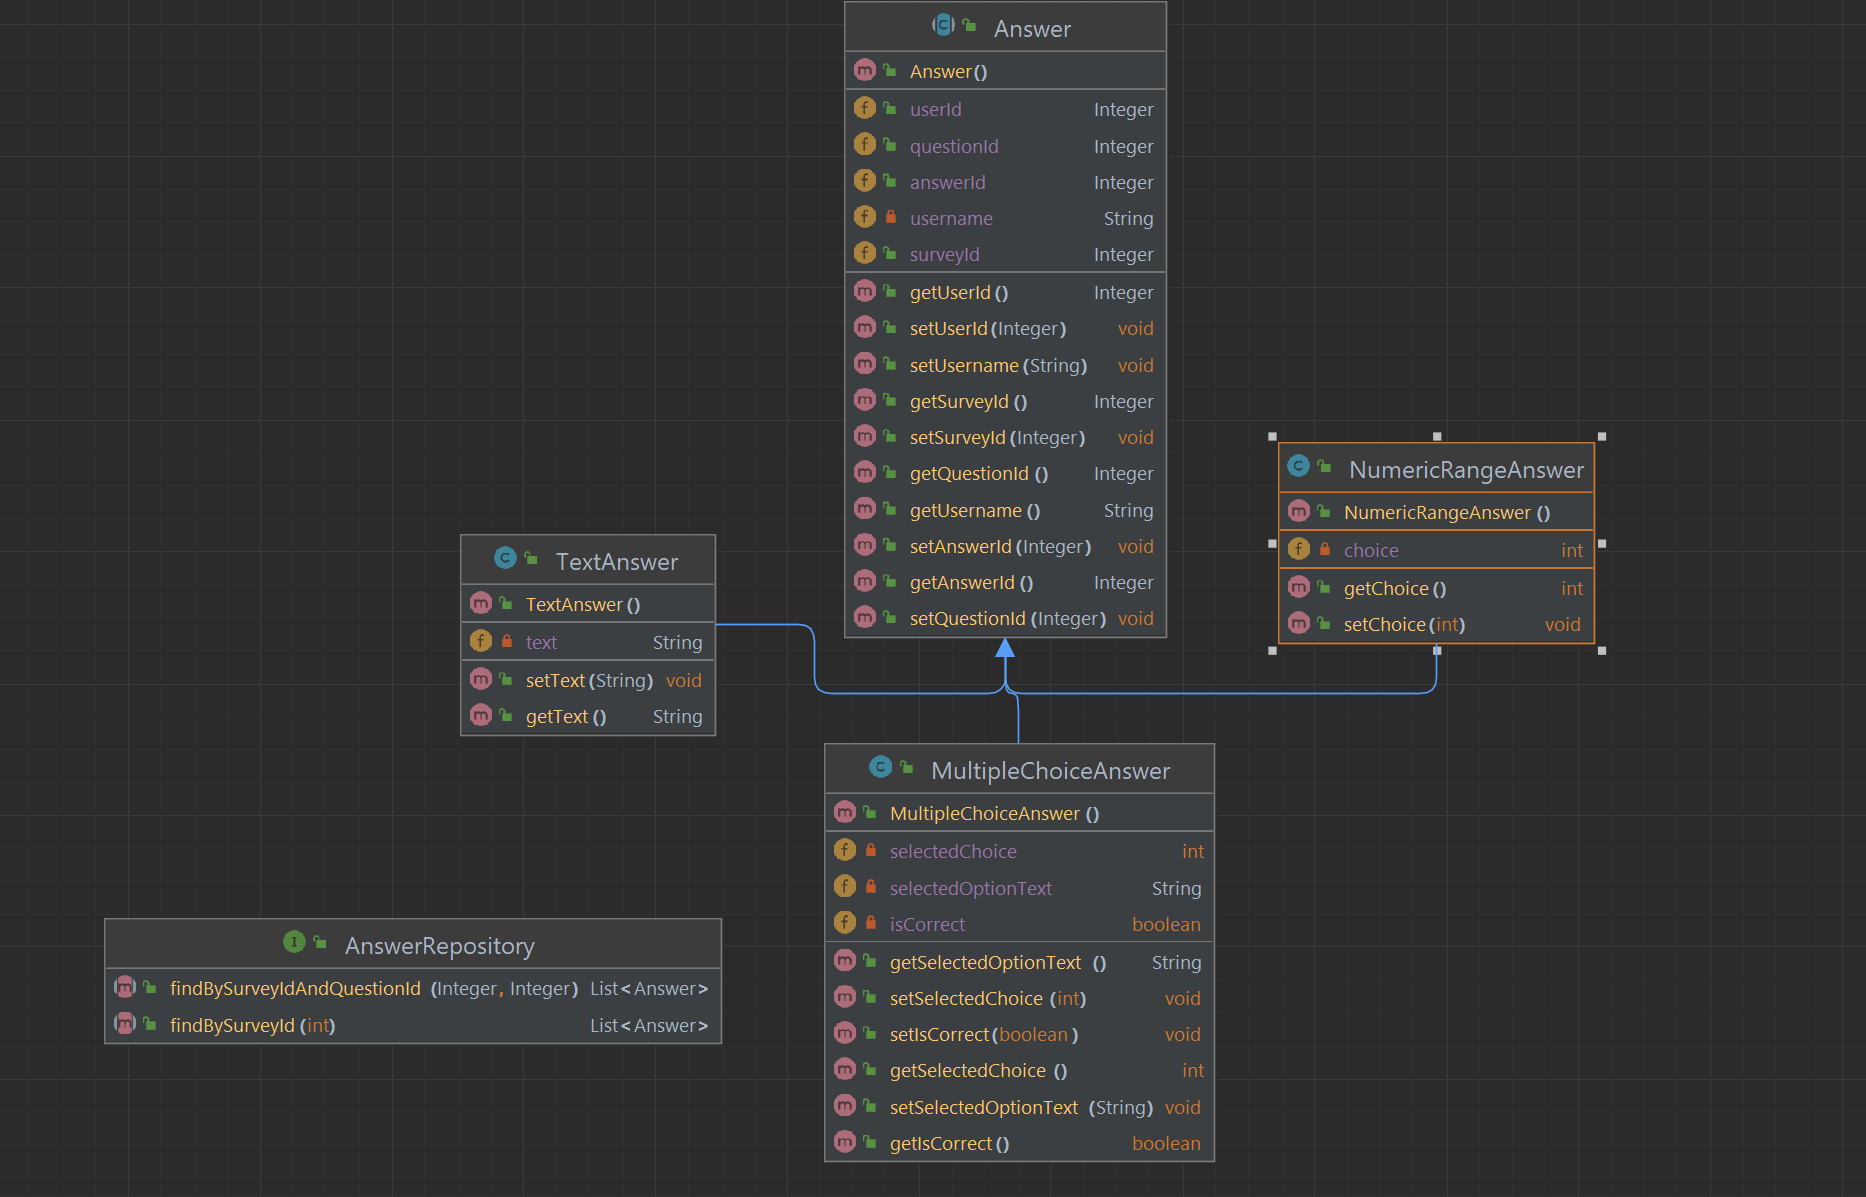 Answer
Answer()
userId Integer
questionId Integer
answerId Integer
username String
surveyId Integer
getUserId() Integer
setUserId(Integer) void
setUsername(String) void
getSurveyId() Integer
setSurveyId(Integer) void
getQuestionId() Integer
getUsername() String
setAnswerId(Integer) void
getAnswerId() Integer
setQuestionId(Integer) void
NumericRangeAnswer
NumericRangeAnswer()
choice int
getChoice() int
setChoice(int) void
TextAnswer
TextAnswer()
text String
setText(String) void
getText() String
MultipleChoiceAnswer
MultipleChoiceAnswer()
selectedChoice int
selectedOptionText String
isCorrect boolean
getSelectedOptionText() String
setSelectedChoice(int) void
setIsCorrect(boolean) void
getSelectedChoice() int
setSelectedOptionText(String) void
getIsCorrect() boolean
AnswerRepository
findBySurveyIdAndQuestionId(Integer, Integer) List<Answer>
findBySurveyId(int) List<Answer>